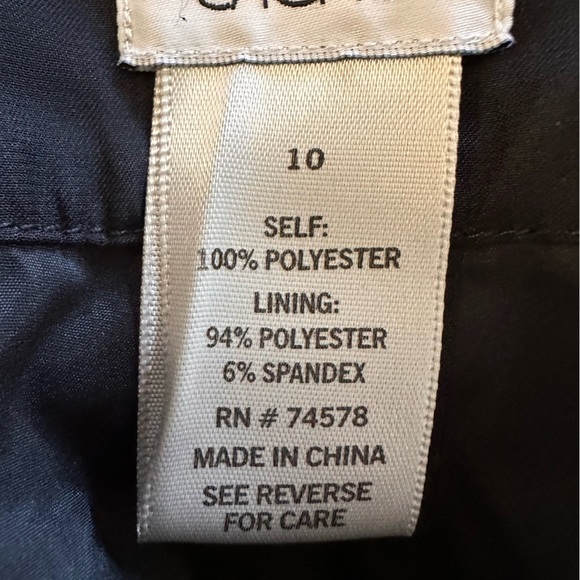 10
SELF:
100% POLYESTER
LINING:
94% POLYESTER
6% SPANDEX
RN # 74578
MADE IN CHINA
SEE REVERSE
FOR CARE